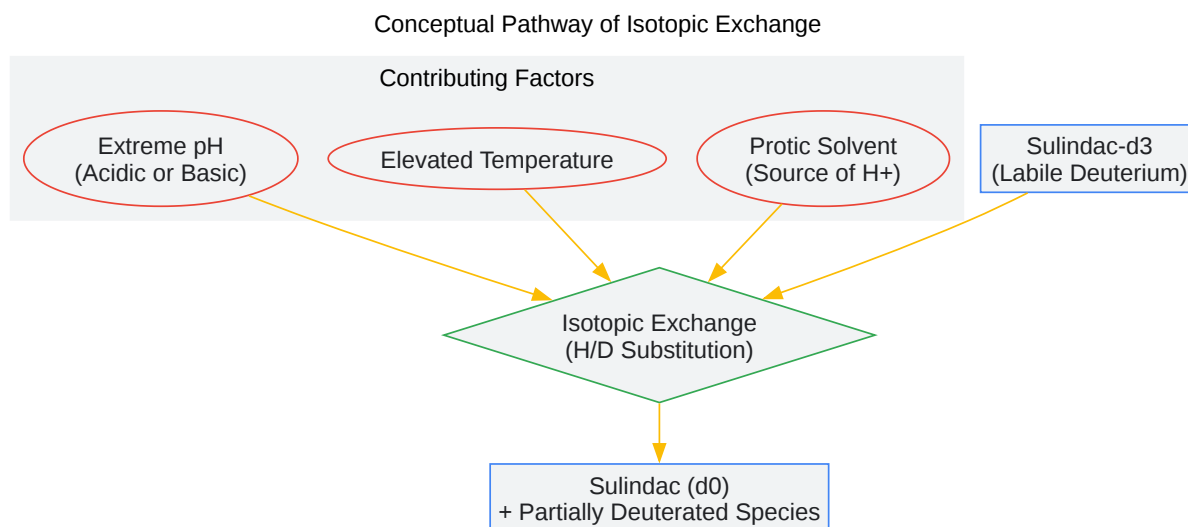 Conceptual Pathway of Isotopic Exchange
Contributing Factors
Extreme pH
(Acidic or Basic)
Elevated Temperature
Protic Solvent
(Source of H+)
Sulindac-d3
(Labile Deuterium)
Isotopic Exchange
(H/D Substitution)
Sulindac (d0)
+ Partially Deuterated Species